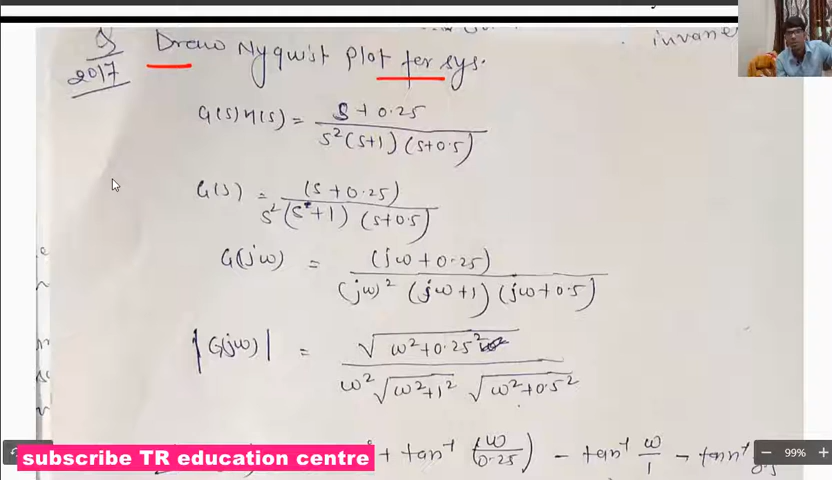 Q Draw Nyquist plot for sys.
2017
G(s)H(s) = s + 0.25 / s² (s+1) (s+0.5)
G(s) = (s + 0.25) / s² (s+1) (s+0.5)
G(jω) = (jω + 0.25) / (jω)² (jω+1) (jω+0.5)
|G(jω)| = √ω²+0.25² / ω² √ω²+1² √ω²+0.5²
+ tan⁻¹ (ω/0.25) - tan⁻¹ ω/1 - tan⁻¹
99%
subscribe TR education centre